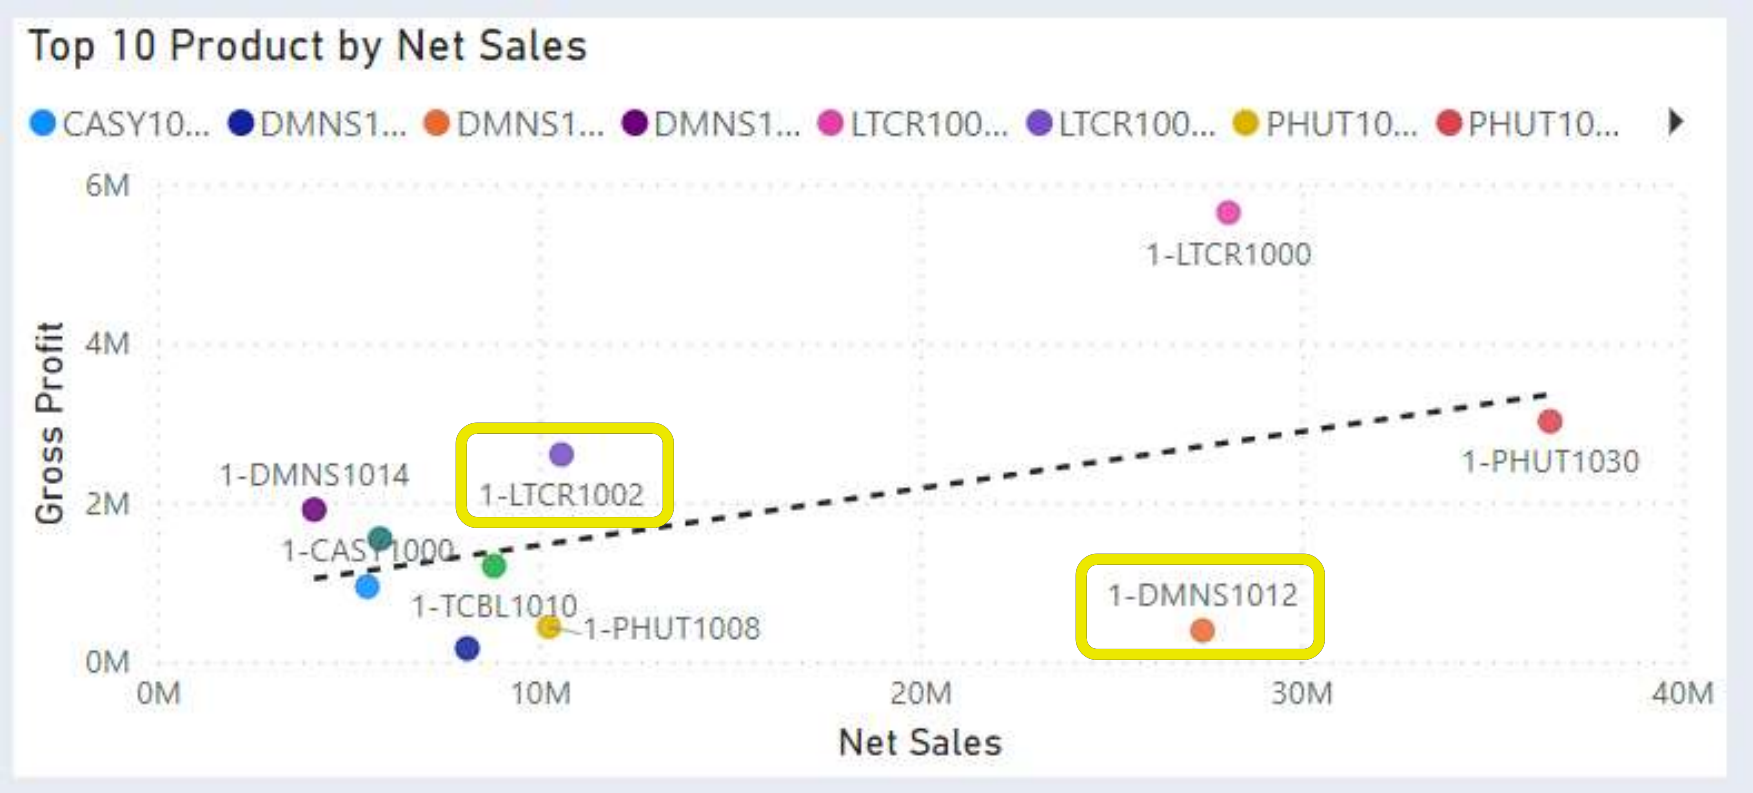 Top 10 Product by Net Sales
CASY10... DMNS1... DMNS1... DMNS1... LTCR100... LTCR100... PHUT10... PHUT10...
6M
1-LTCR1000
4M
Gross Profit
1-PHUT1030
1-DMNS1014
1-LTCR1002
2M
1-CASY1000
1-DMNS1012
1-TCBL1010
1-PHUT1008
0M
0M 10M 20M 30M 40M
Net Sales